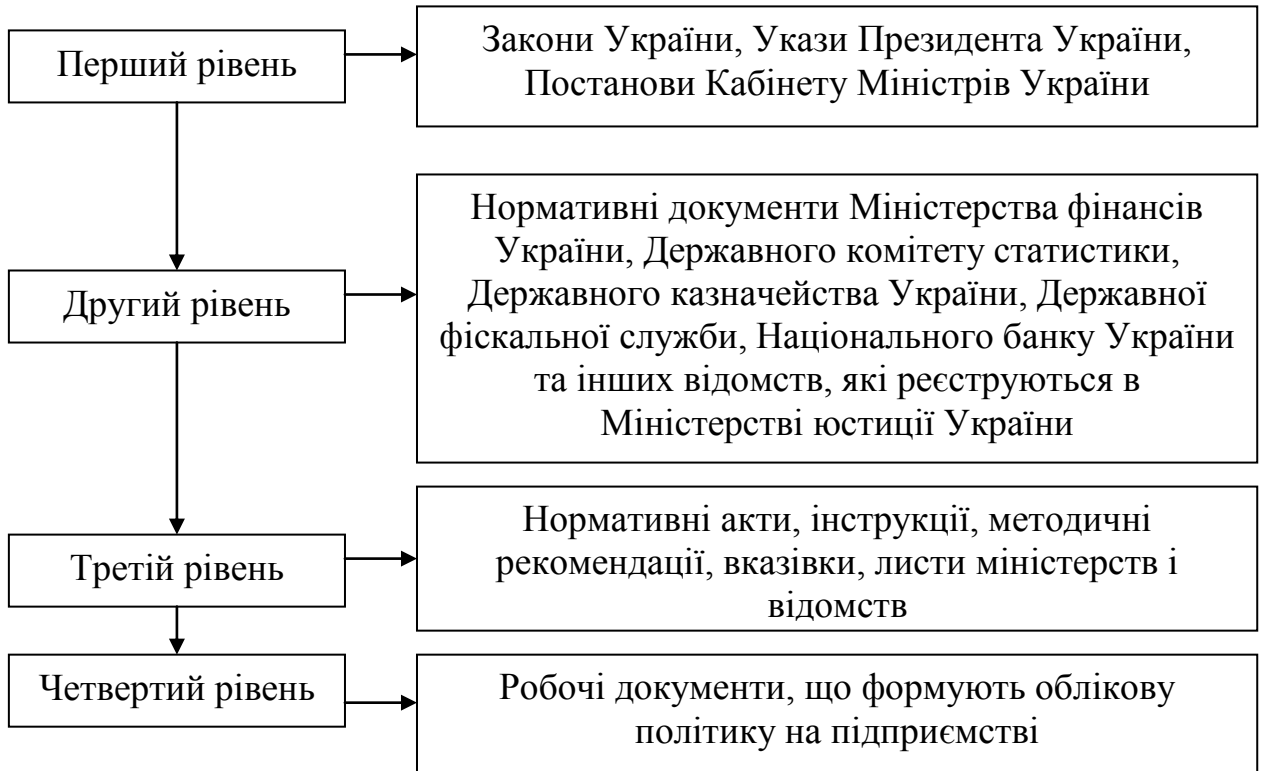 Перший рівень
Закони України, Укази Президента України,
Постанови Кабінету Міністрів України
Другий рівень
Нормативні документи Міністерства фінансів
України, Державного комітету статистики,
Державного казначейства України, Державної
фіскальної служби, Національного банку України
та інших відомств, які реєструються в
Міністерстві юстиції України
Третій рівень
Нормативні акти, інструкції, методичні
рекомендації, вказівки, листи міністерств і
відомств
Четвертий рівень
Робочі документи, що формують облікову
політику на підприємстві